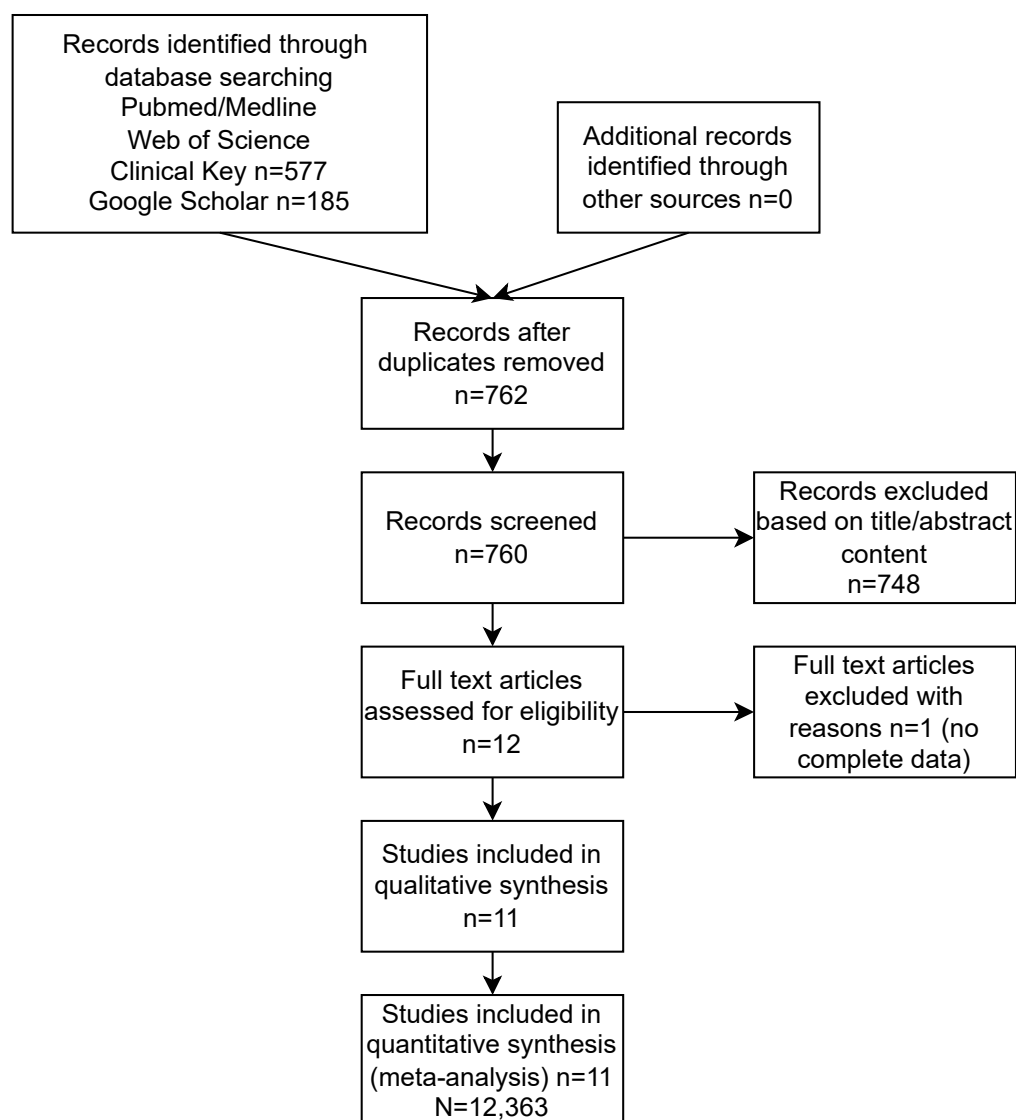 Records identified through
database searching
Pubmed/Medline
Web of Science
Clinical Key n=577
Google Scholar n=185
Additional records
identified through
other sources n=0
Records after
duplicates removed
n=762
Records screened
n=760
Records excluded
based on title/abstract
content
n=748
Full text articles
assessed for eligibility
n=12
Full text articles
excluded with
reasons n=1 (no
complete data)
Studies included in
qualitative synthesis
n=11
Studies included in
quantitative synthesis
(meta-analysis) n=11
N=12,363